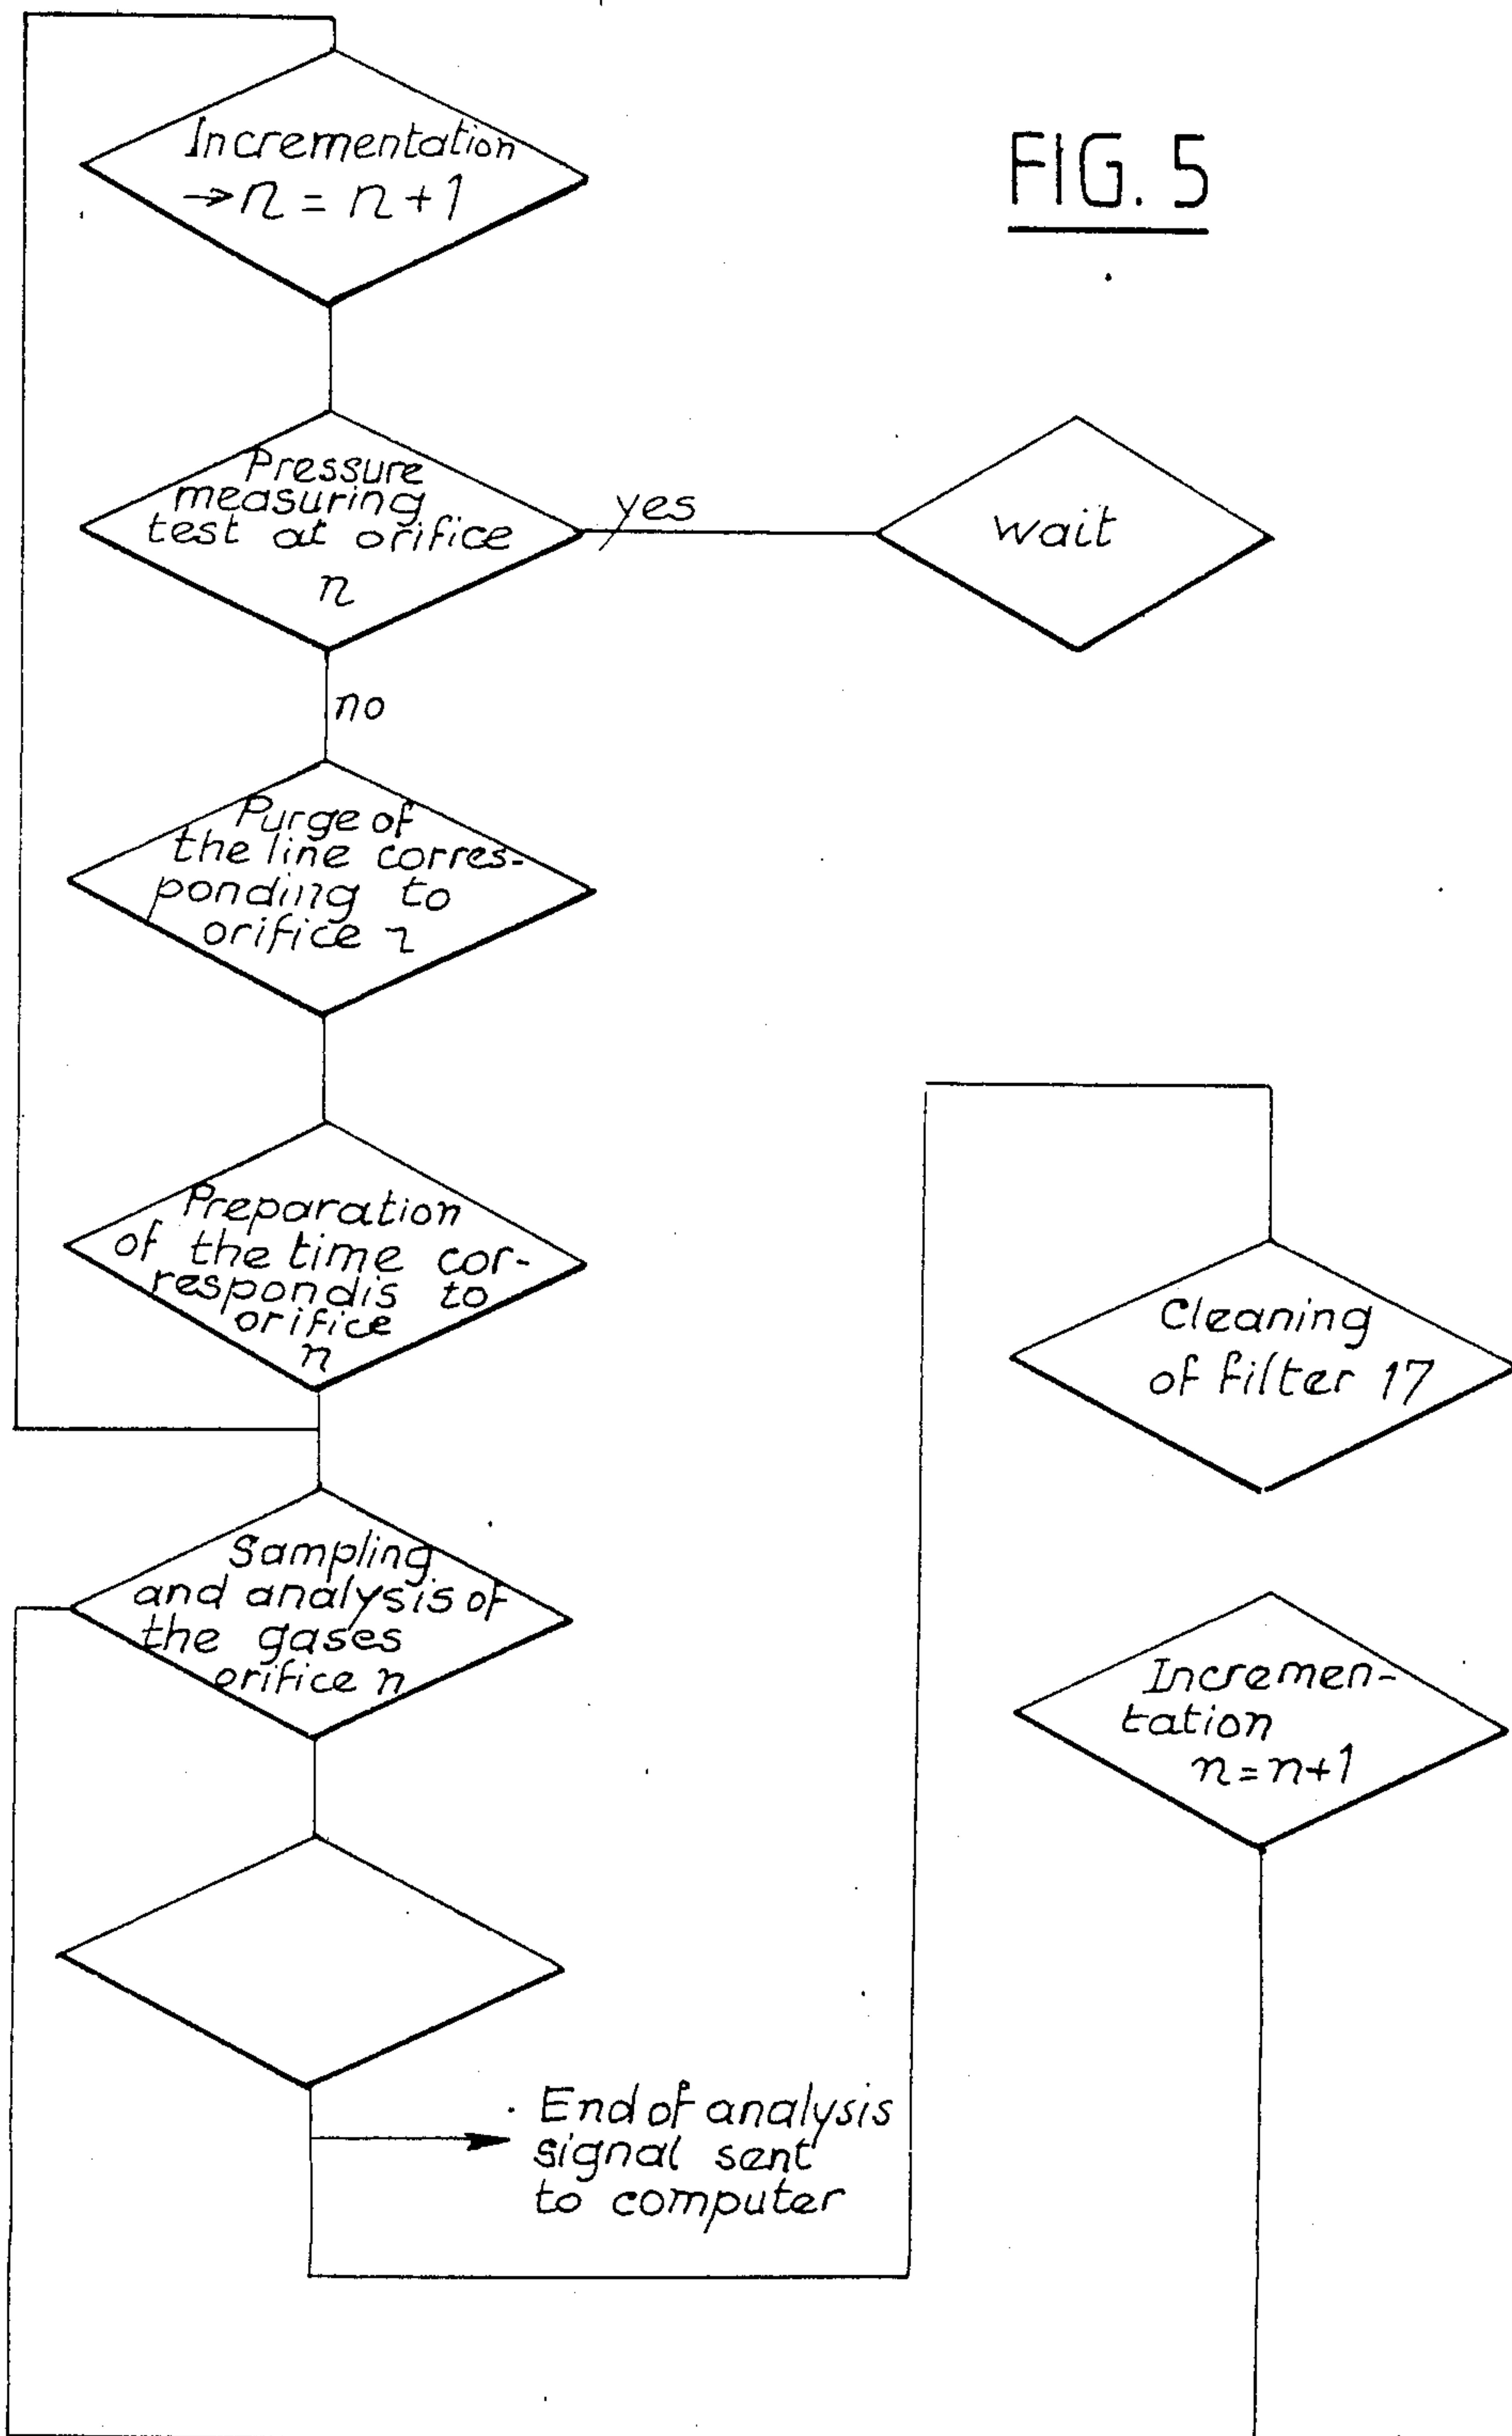 FIG. 5
Incrementation
→ n = n + 1
Pressure
measuring
test at orifice
n
yes
wait
no
Purge of
the line corres-
ponding to
orifice n
Preparation
of the time cor-
respondis to
orifice
n
Sampling
and analysis of
the gases
orifice n
End of analysis
signal sent
to computer
Cleaning
of filter 17
Incremen-
tation
n = n+1